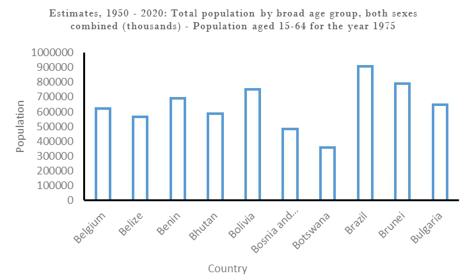 Estimates, 1950 - 2020: Total population by broad age group, both sexes
combined (thousands) - Population aged 15-64 for the year 1975
1000000
900000
800000
700000
600000
500000
400000
300000
200000
100000
0
Population
Belgium
Belize
Benin
Bhutan
Bolivia
Bosnia and...
Botswana
Brazil
Brunei
Bulgaria
Country